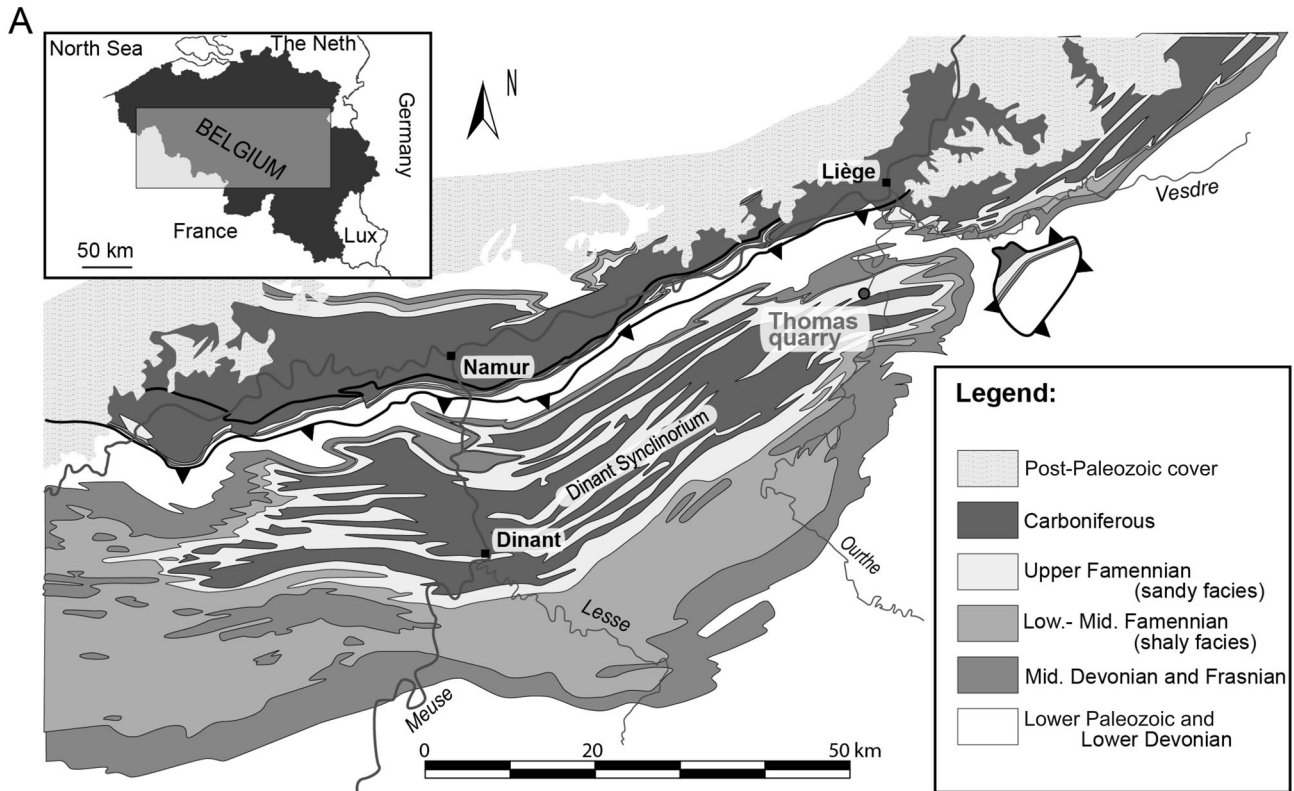 A
North Sea
The Neth
Germany
BELGIUM
France
Lux
50 km
N
Liège
Vesdre
Thomas
quarry
Namur
Dinant Synclinorium
Dinant
Ourthe
Lesse
Meuse
0
20
50 km
Legend:
Post-Paleozoic cover
Carboniferous
Upper Famennian
(sandy facies)
Low.- Mid. Famennian
(shaly facies)
Mid. Devonian and Frasnian
Lower Paleozoic and
Lower Devonian